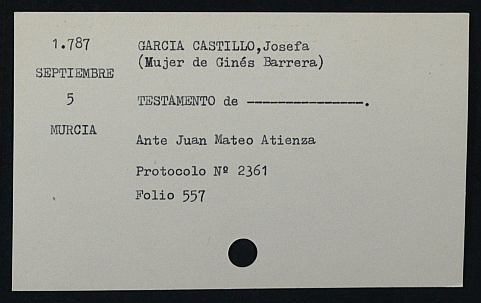 1.787
SEPTIEMBRE
5
MURCIA
GARCIA CASTILLO,Josefa
(Mujer de Ginés Barrera)
TESTAMENTO de ---------------.
Ante Juan Mateo Atienza
Protocolo Nº 2361
Folio 557